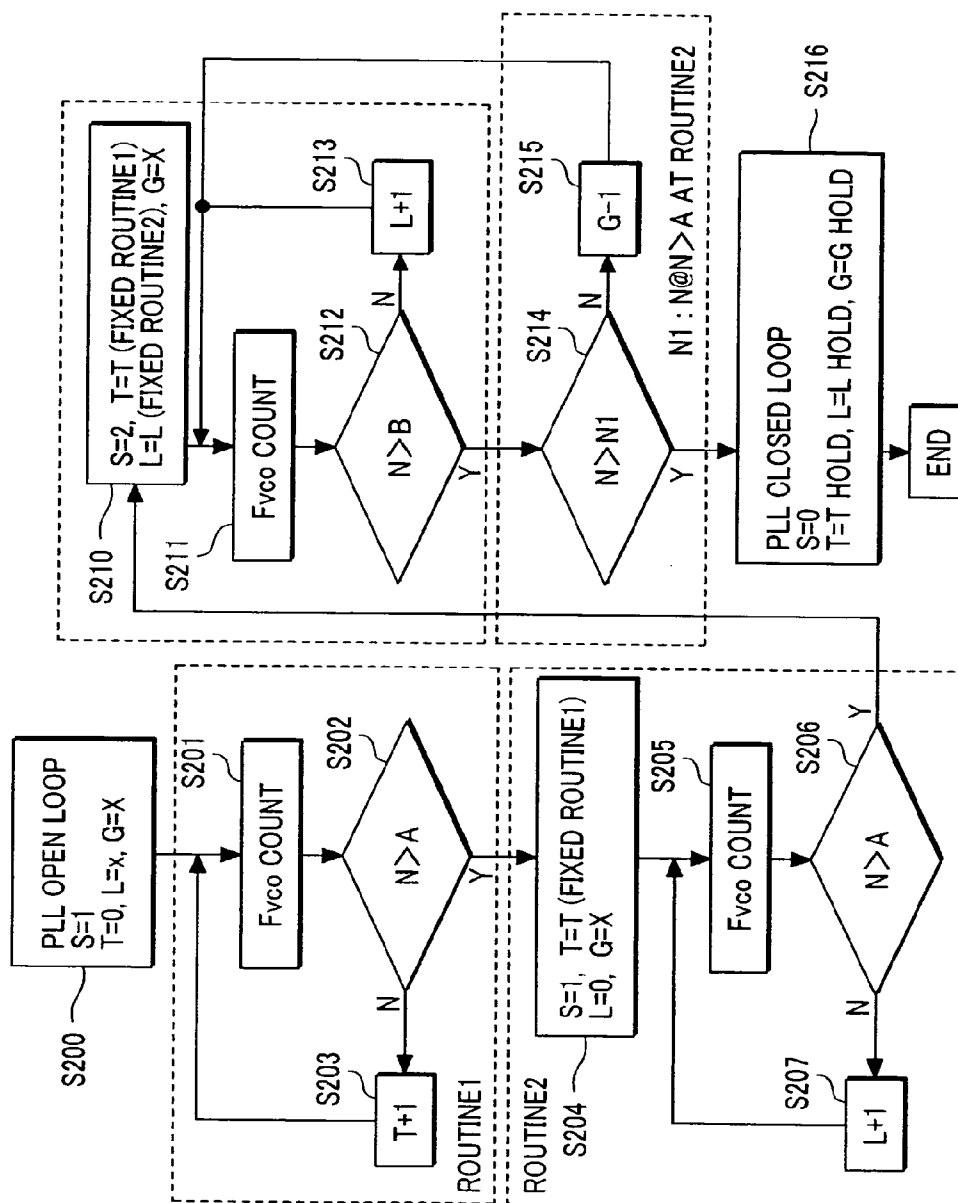 S200
PLL OPEN LOOP
S=1
T=0, L=x, G=X
S201
Fvco COUNT
S202
N>A
N
Y
S203
T+1
ROUTINE1
ROUTINE2
S204
S=1, T=T (FIXED ROUTINE1)
L=0, G=X
S205
Fvco COUNT
S206
N>A
Y
N
S207
L+1
S210
S=2, T=T (FIXED ROUTINE1)
L=L (FIXED ROUTINE2), G=X
S211
Fvco COUNT
S212
N>B
N
Y
S213
L+1
S214
N>N1
N
Y
S215
G-1
N1 : N@N>A AT ROUTINE2
S216
PLL CLOSED LOOP
S=0
T=T HOLD, L=L HOLD, G=G HOLD
END